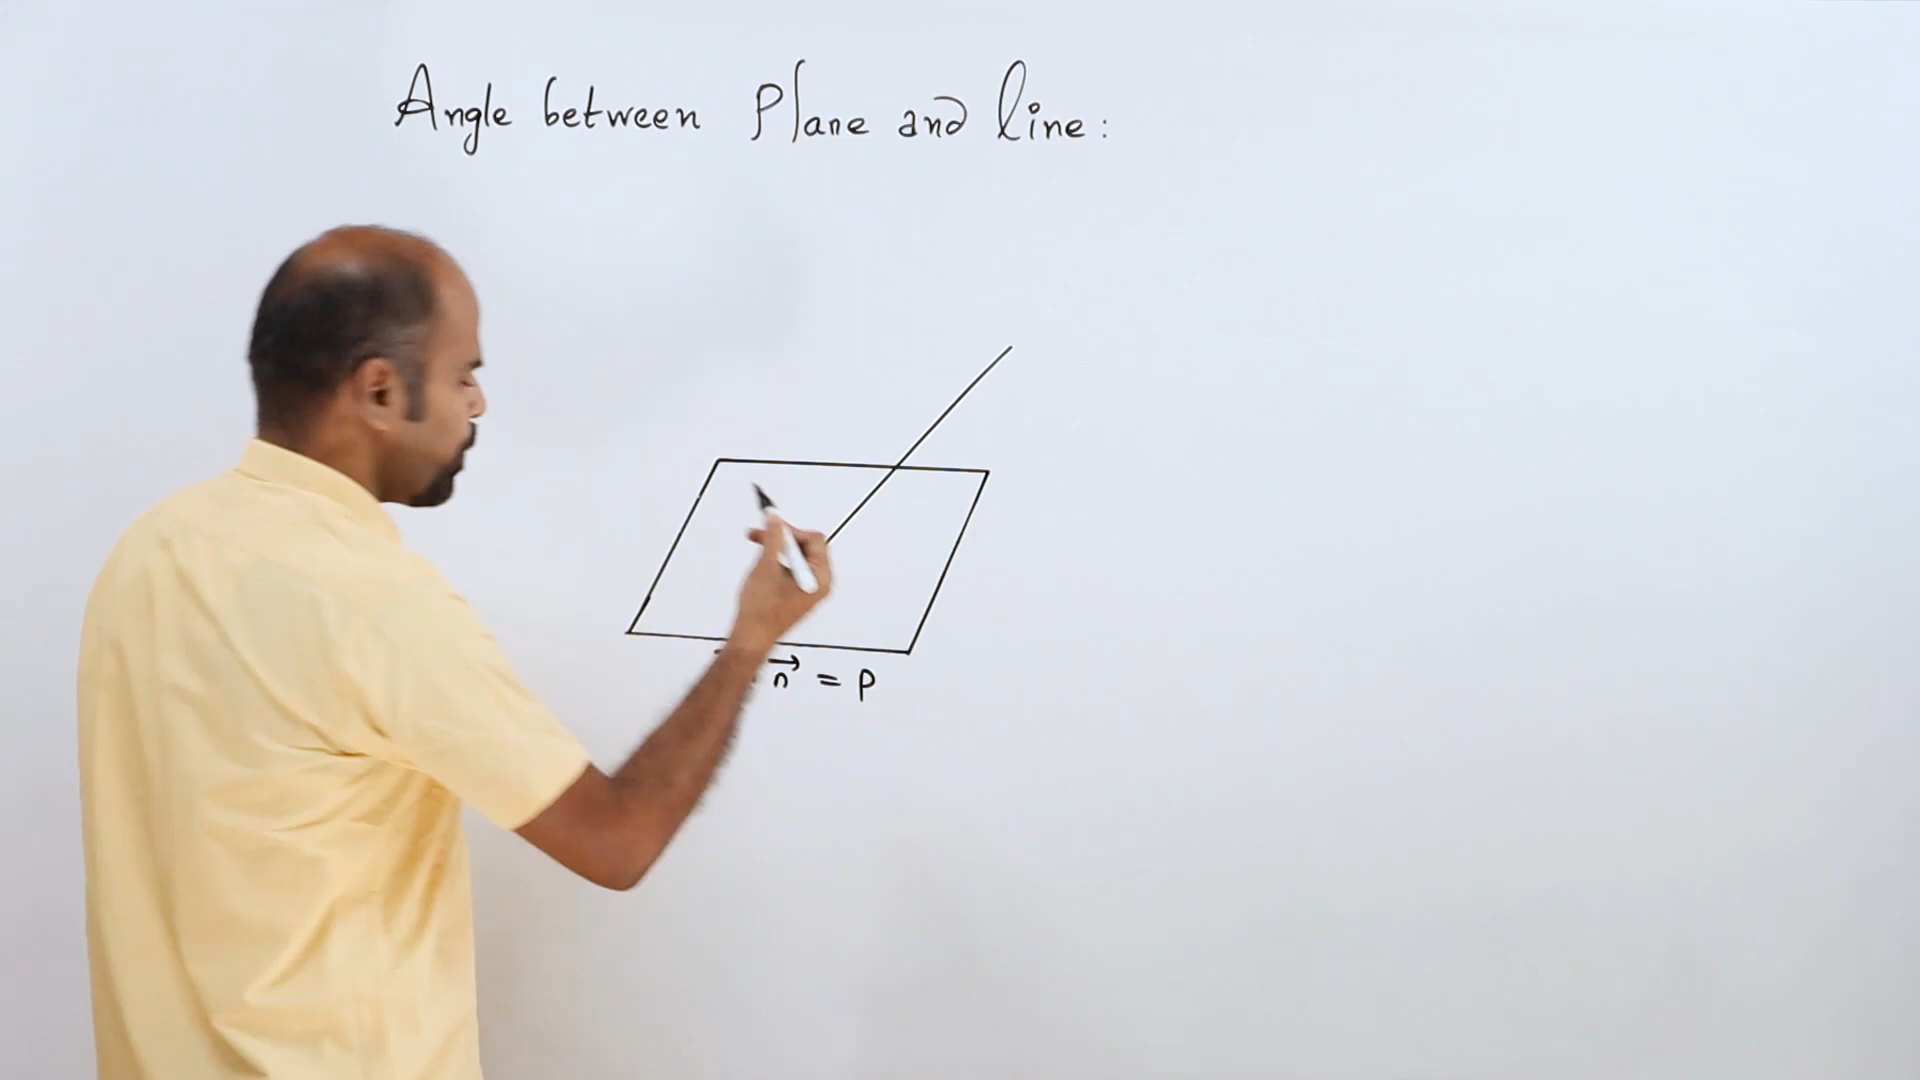 Angle between Plane and line:
n⃗ = p